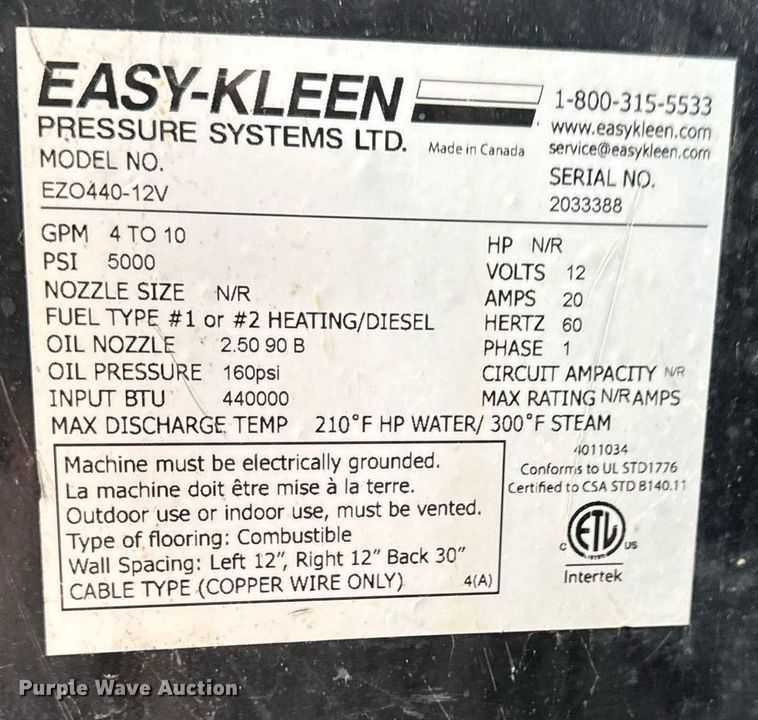 EASY-KLEEN
PRESSURE SYSTEMS LTD.
Made in Canada
1-800-315-5533
www.easykleen.com
service@easykleen.com
MODEL NO.
EZO440-12V
SERIAL NO.
2033388
GPM 4 TO 10
PSI 5000
NOZZLE SIZE N/R
FUEL TYPE #1 or #2 HEATING/DIESEL
OIL NOZZLE 2.50 90 B
OIL PRESSURE 160psi
INPUT BTU 440000
HP N/R
VOLTS 12
AMPS 20
HERTZ 60
PHASE 1
CIRCUIT AMPACITY N/R
MAX RATING N/R AMPS
MAX DISCHARGE TEMP 210°F HP WATER/ 300°F STEAM
Machine must be electrically grounded.
La machine doit être mise à la terre.
Outdoor use or indoor use, must be vented.
Type of flooring: Combustible
Wall Spacing: Left 12", Right 12" Back 30"
CABLE TYPE (COPPER WIRE ONLY) 4(A)
4011034
Conforms to UL STD1776
Certified to CSA STD B140.11
C ETL US
Intertek
Purple Wave Auction